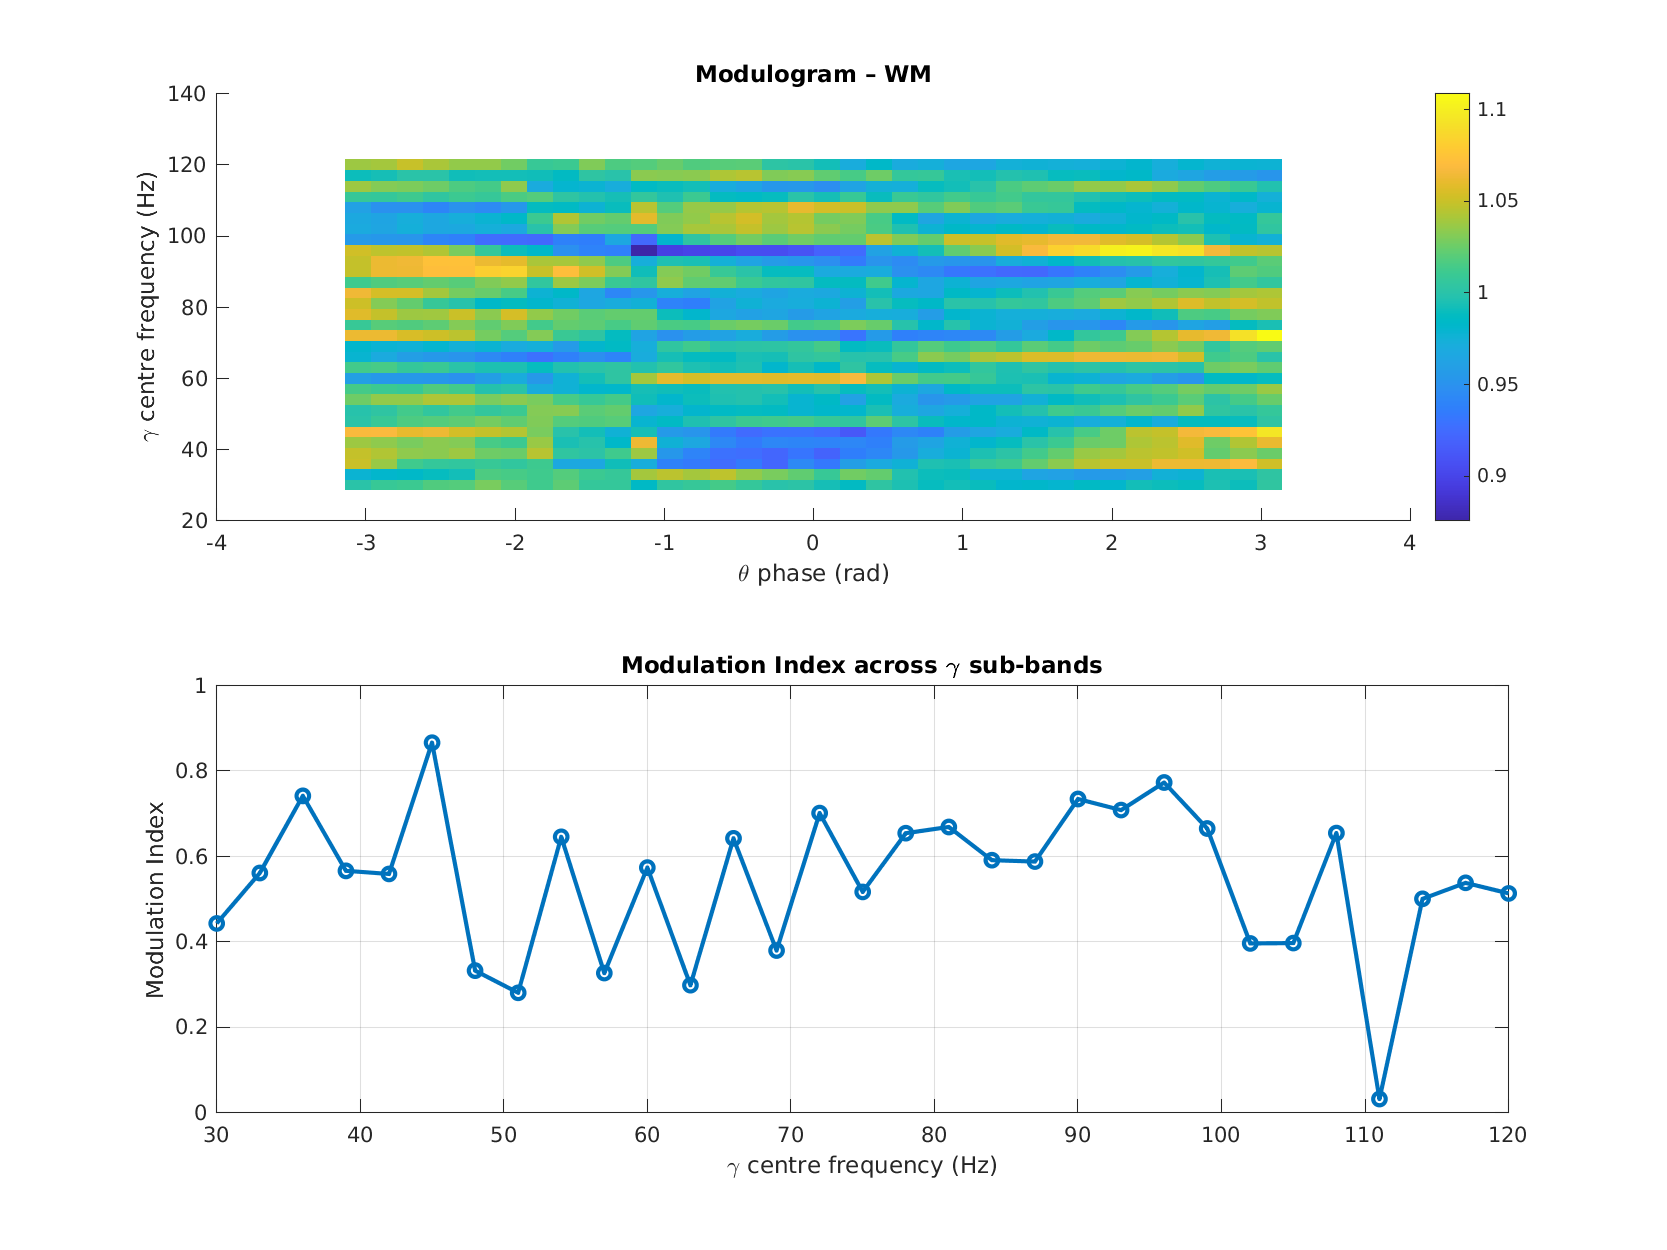 Modulogram – WM
140
120
100
80
60
40
20
γ centre frequency (Hz)
-4 -3 -2 -1 0 1 2 3 4
θ phase (rad)
1.1
1.05
1
0.95
0.9
Modulation Index across γ sub-bands
1
0.8
0.6
0.4
0.2
0
Modulation Index
30 40 50 60 70 80 90 100 110 120
γ centre frequency (Hz)